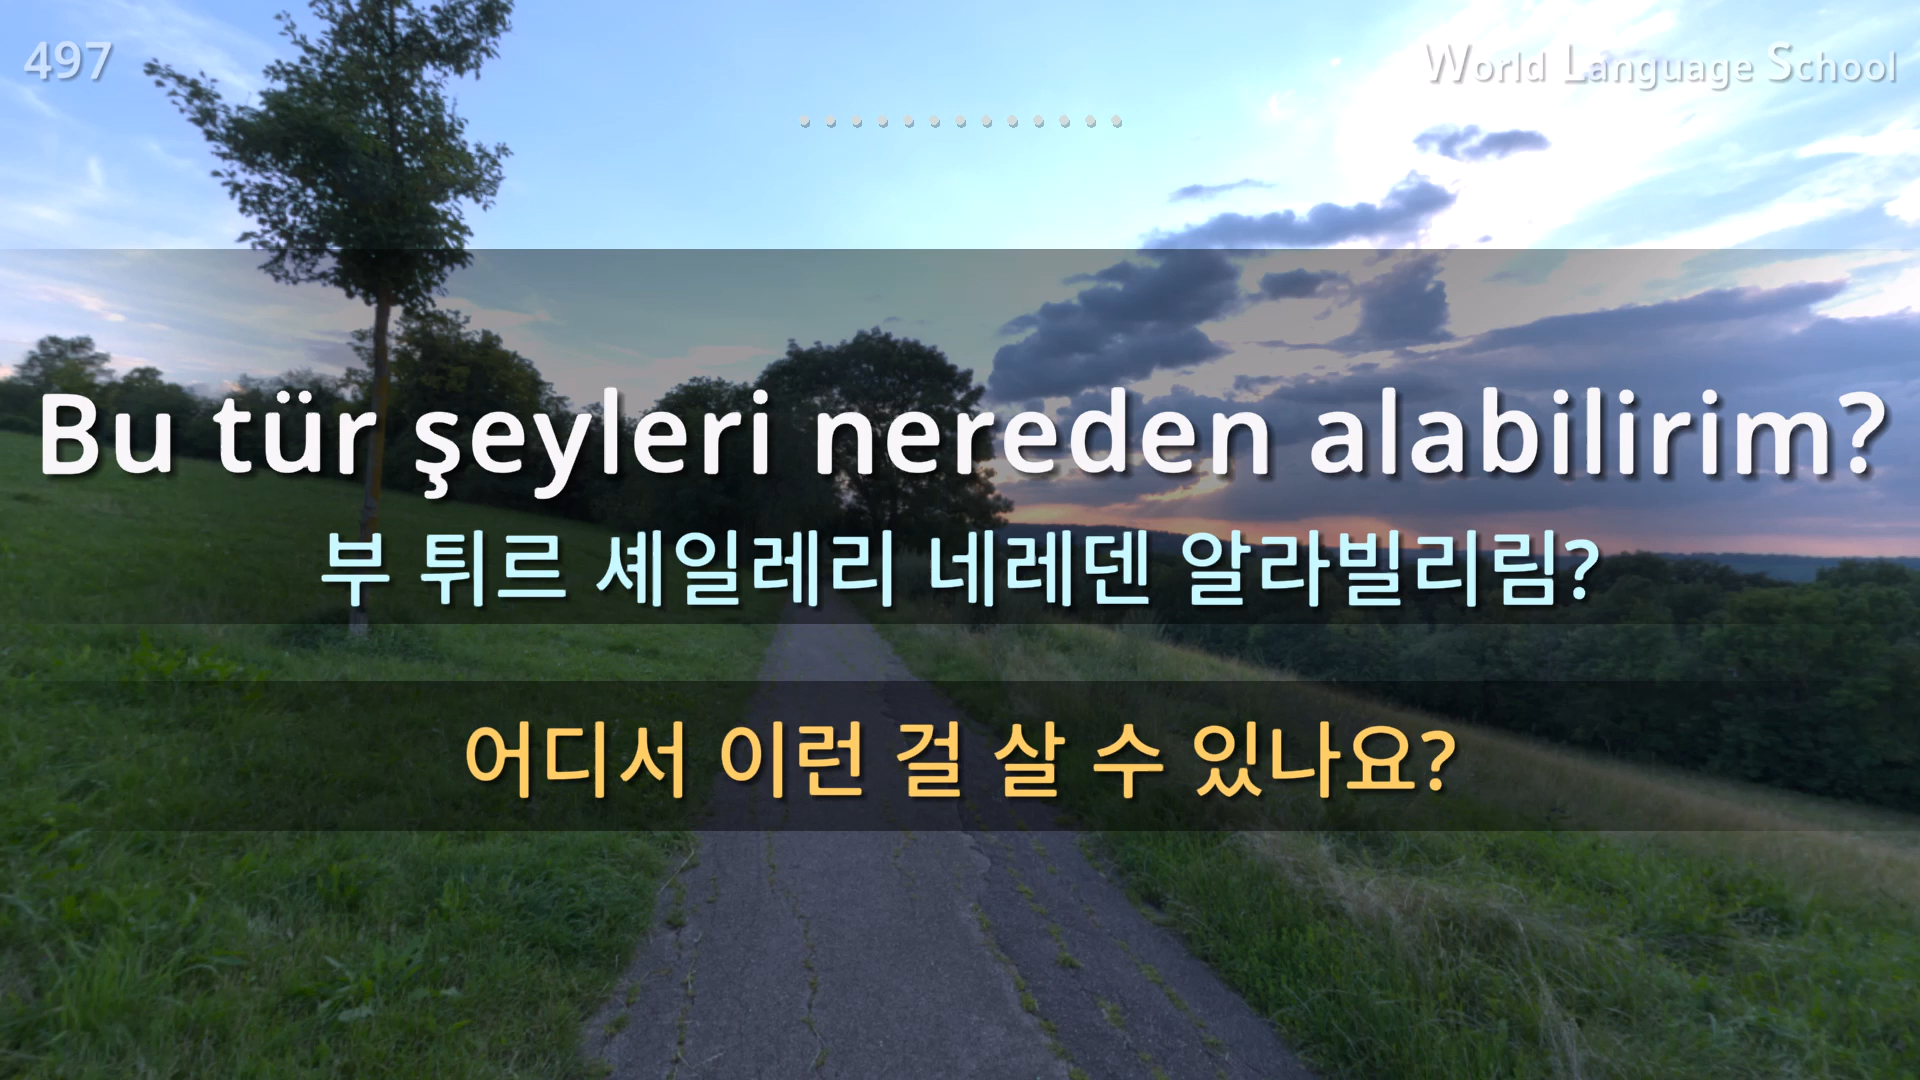 497
World Language School
Bu tür şeyleri nereden alabilirim?
부 튀르 셰일레리 네레덴 알라빌리림?
어디서 이런 걸 살 수 있나요?